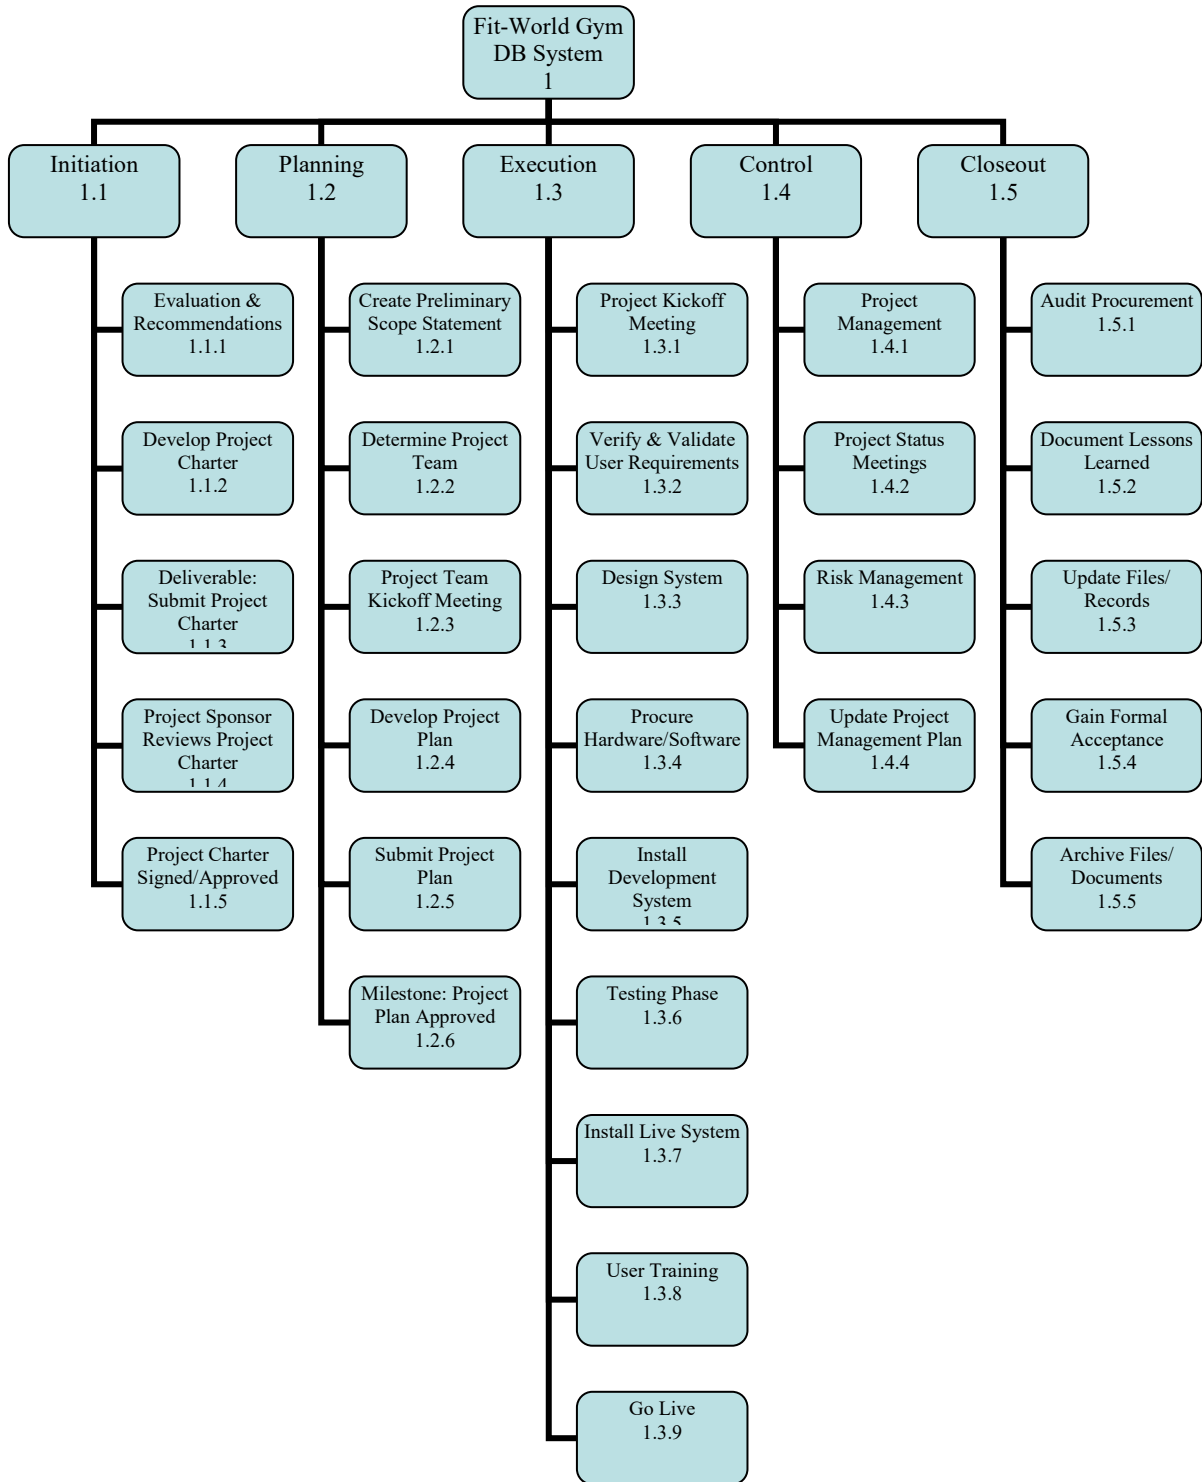 Fit-World Gym
DB System
1
Initiation
1.1
Planning
1.2
Execution
1.3
Control
1.4
Closeout
1.5
Evaluation &
Recommendations
1.1.1
Develop Project
Charter
1.1.2
Deliverable:
Submit Project
Charter
1.1.3
Project Sponsor
Reviews Project
Charter
1.1.4
Project Charter
Signed/Approved
1.1.5
Create Preliminary
Scope Statement
1.2.1
Determine Project
Team
1.2.2
Project Team
Kickoff Meeting
1.2.3
Develop Project
Plan
1.2.4
Submit Project
Plan
1.2.5
Milestone: Project
Plan Approved
1.2.6
Project Kickoff
Meeting
1.3.1
Verify & Validate
User Requirements
1.3.2
Design System
1.3.3
Procure
Hardware/Software
1.3.4
Install
Development
System
1.3.5
Testing Phase
1.3.6
Install Live System
1.3.7
User Training
1.3.8
Go Live
1.3.9
Project
Management
1.4.1
Project Status
Meetings
1.4.2
Risk Management
1.4.3
Update Project
Management Plan
1.4.4
Audit Procurement
1.5.1
Document Lessons
Learned
1.5.2
Update Files/
Records
1.5.3
Gain Formal
Acceptance
1.5.4
Archive Files/
Documents
1.5.5